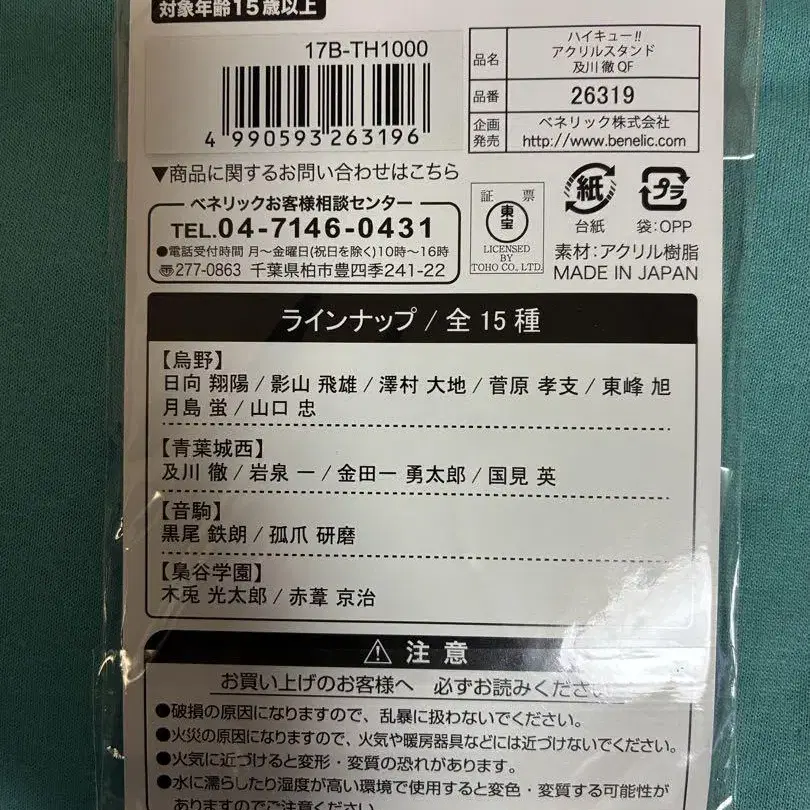 対象年齢15歳以上
17B-TH1000
4 990593 263196
品名 ハイキュー!! アクリルスタンド 及川 徹 QF
品番 26319
企画 発売 ベネリック株式会社 http://www.benelic.com
▼商品に関するお問い合わせはこちら
ベネリックお客様相談センター
TEL.04-7146-0431
●電話受付時間 月〜金曜日(祝日を除く)10時〜16時
〠277-0863 千葉県柏市豊四季241-22
証 票
東宝
LICENSED
BY
TOHO CO., LTD.
紙
台紙
プラ
袋:OPP
素材:アクリル樹脂
MADE IN JAPAN
ラインナップ / 全 15 種
【烏野】
日向 翔陽 / 影山 飛雄 / 澤村 大地 / 菅原 孝支 / 東峰 旭
月島 蛍 / 山口 忠
【青葉城西】
及川 徹 / 岩泉 一 / 金田一 勇太郎 / 国見 英
【音駒】
黒尾 鉄朗 / 孤爪 研磨
【梟谷学園】
木兎 光太郎 / 赤葦 京治
⚠ 注 意
お買い上げのお客様へ 必ずお読みくださ
●破損の原因になりますので、乱暴に扱わないでください。
●火災の原因になりますので、火気や暖房器具などには近づけないでください。
●火気に近づけると変形・変質の恐れがあります。
●水に濡らしたり湿度が高い環境で使用すると変色・変質する可能性が
ありますのでご注意ください